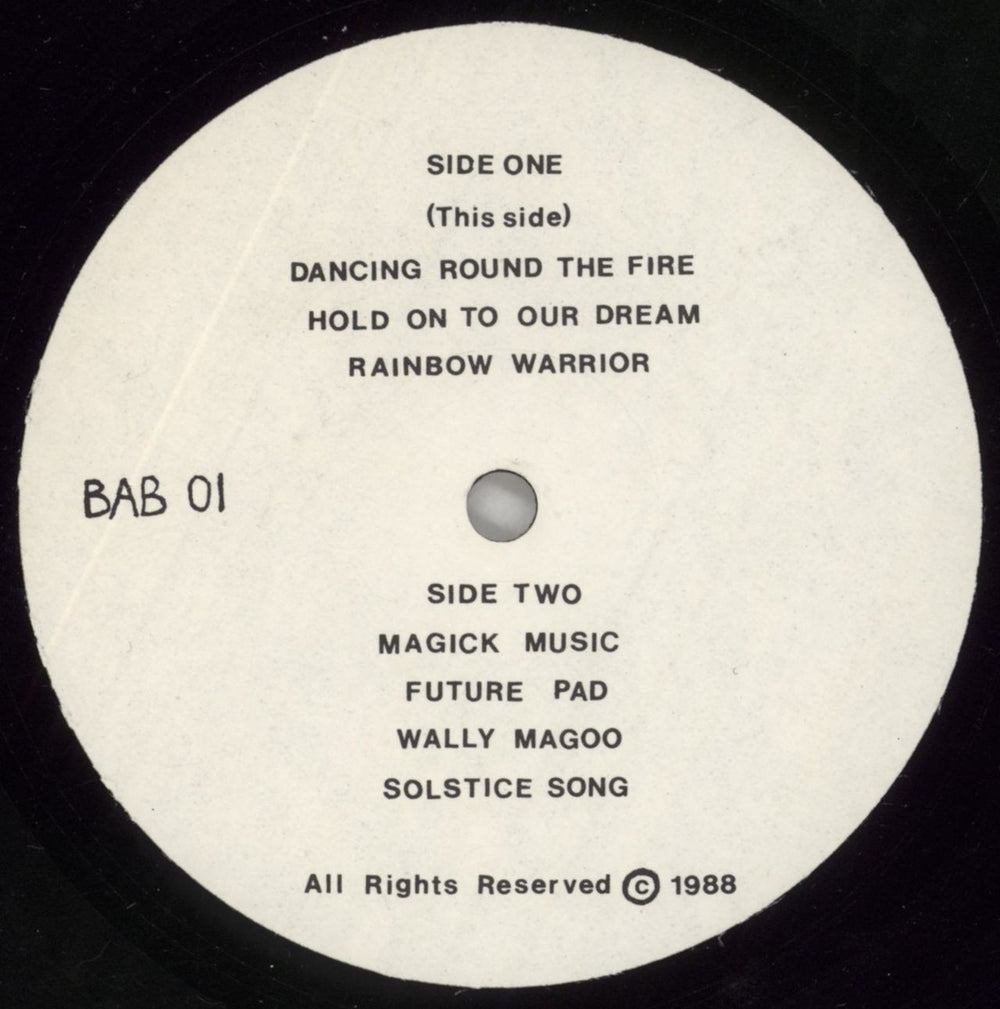 SIDE ONE
(This side)
DANCING ROUND THE FIRE
HOLD ON TO OUR DREAM
RAINBOW WARRIOR
BAB 01
SIDE TWO
MAGICK MUSIC
FUTURE PAD
WALLY MAGOO
SOLSTICE SONG
All Rights Reserved © 1988